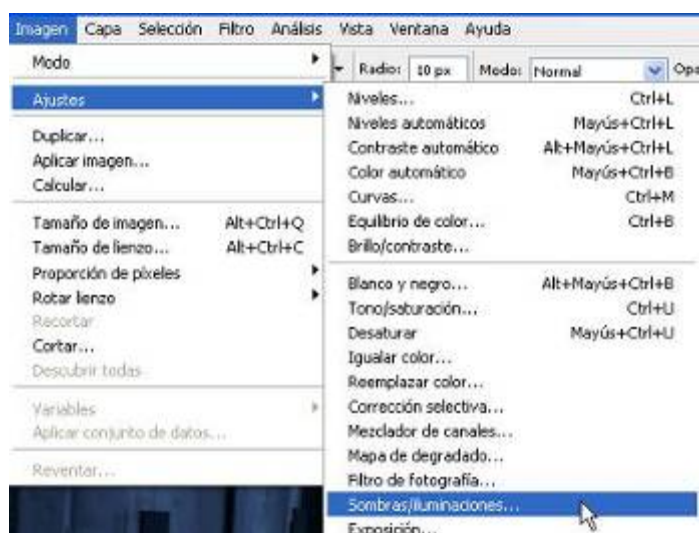 Imagen Capa Selección Filtro Análisis Vista Ventana Ayuda
Radio: 10 px Modo: Normal Opa
Modo
Ajustes
Duplicar...
Aplicar imagen...
Calcular...
Tamaño de imagen... Alt+Ctrl+Q
Tamaño de lienzo... Alt+Ctrl+C
Proporción de píxeles
Rotar lienzo
Recortar
Cortar...
Descubrir todas
Variables
Aplicar conjunto de datos...
Reventar...
Niveles... Ctrl+L
Niveles automáticos Mayús+Ctrl+L
Contraste automático Alt+Mayús+Ctrl+L
Color automático Mayús+Ctrl+B
Curvas... Ctrl+M
Equilibrio de color... Ctrl+B
Brillo/contraste...
Blanco y negro... Alt+Mayús+Ctrl+B
Tono/saturación... Ctrl+U
Desaturar Mayús+Ctrl+U
Igualar color...
Reemplazar color...
Corrección selectiva...
Mezclador de canales...
Mapa de degradado...
Filtro de fotografía...
Sombras/iluminaciones...
Exposición...